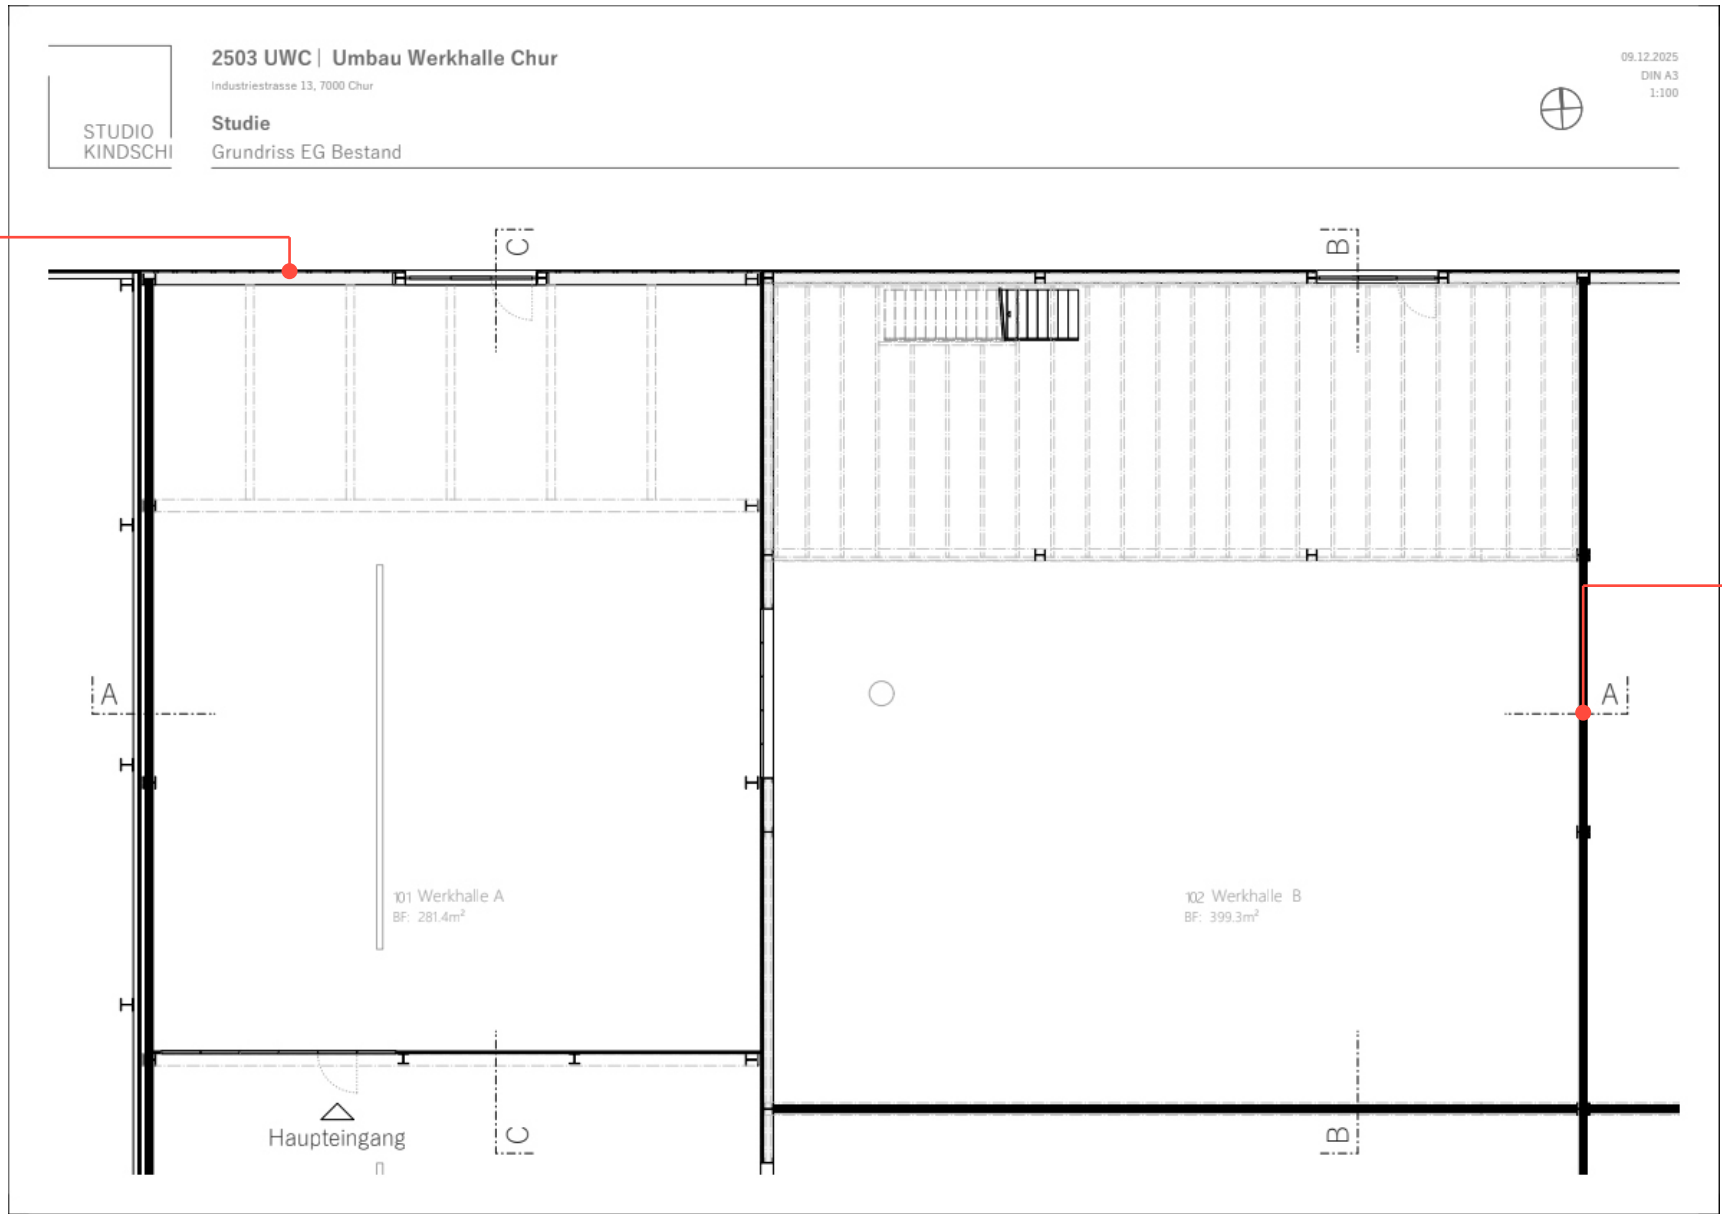 STUDIO
KINDSCHI
2503 UWC | Umbau Werkhalle Chur
Industriestrasse 13, 7000 Chur
Studie
Grundriss EG Bestand
09.12.2025
DIN A3
1:100
C
B
A
A
101 Werkhalle A
BF: 281.4m²
102 Werkhalle B
BF: 399.3m²
Haupteingang
C
B